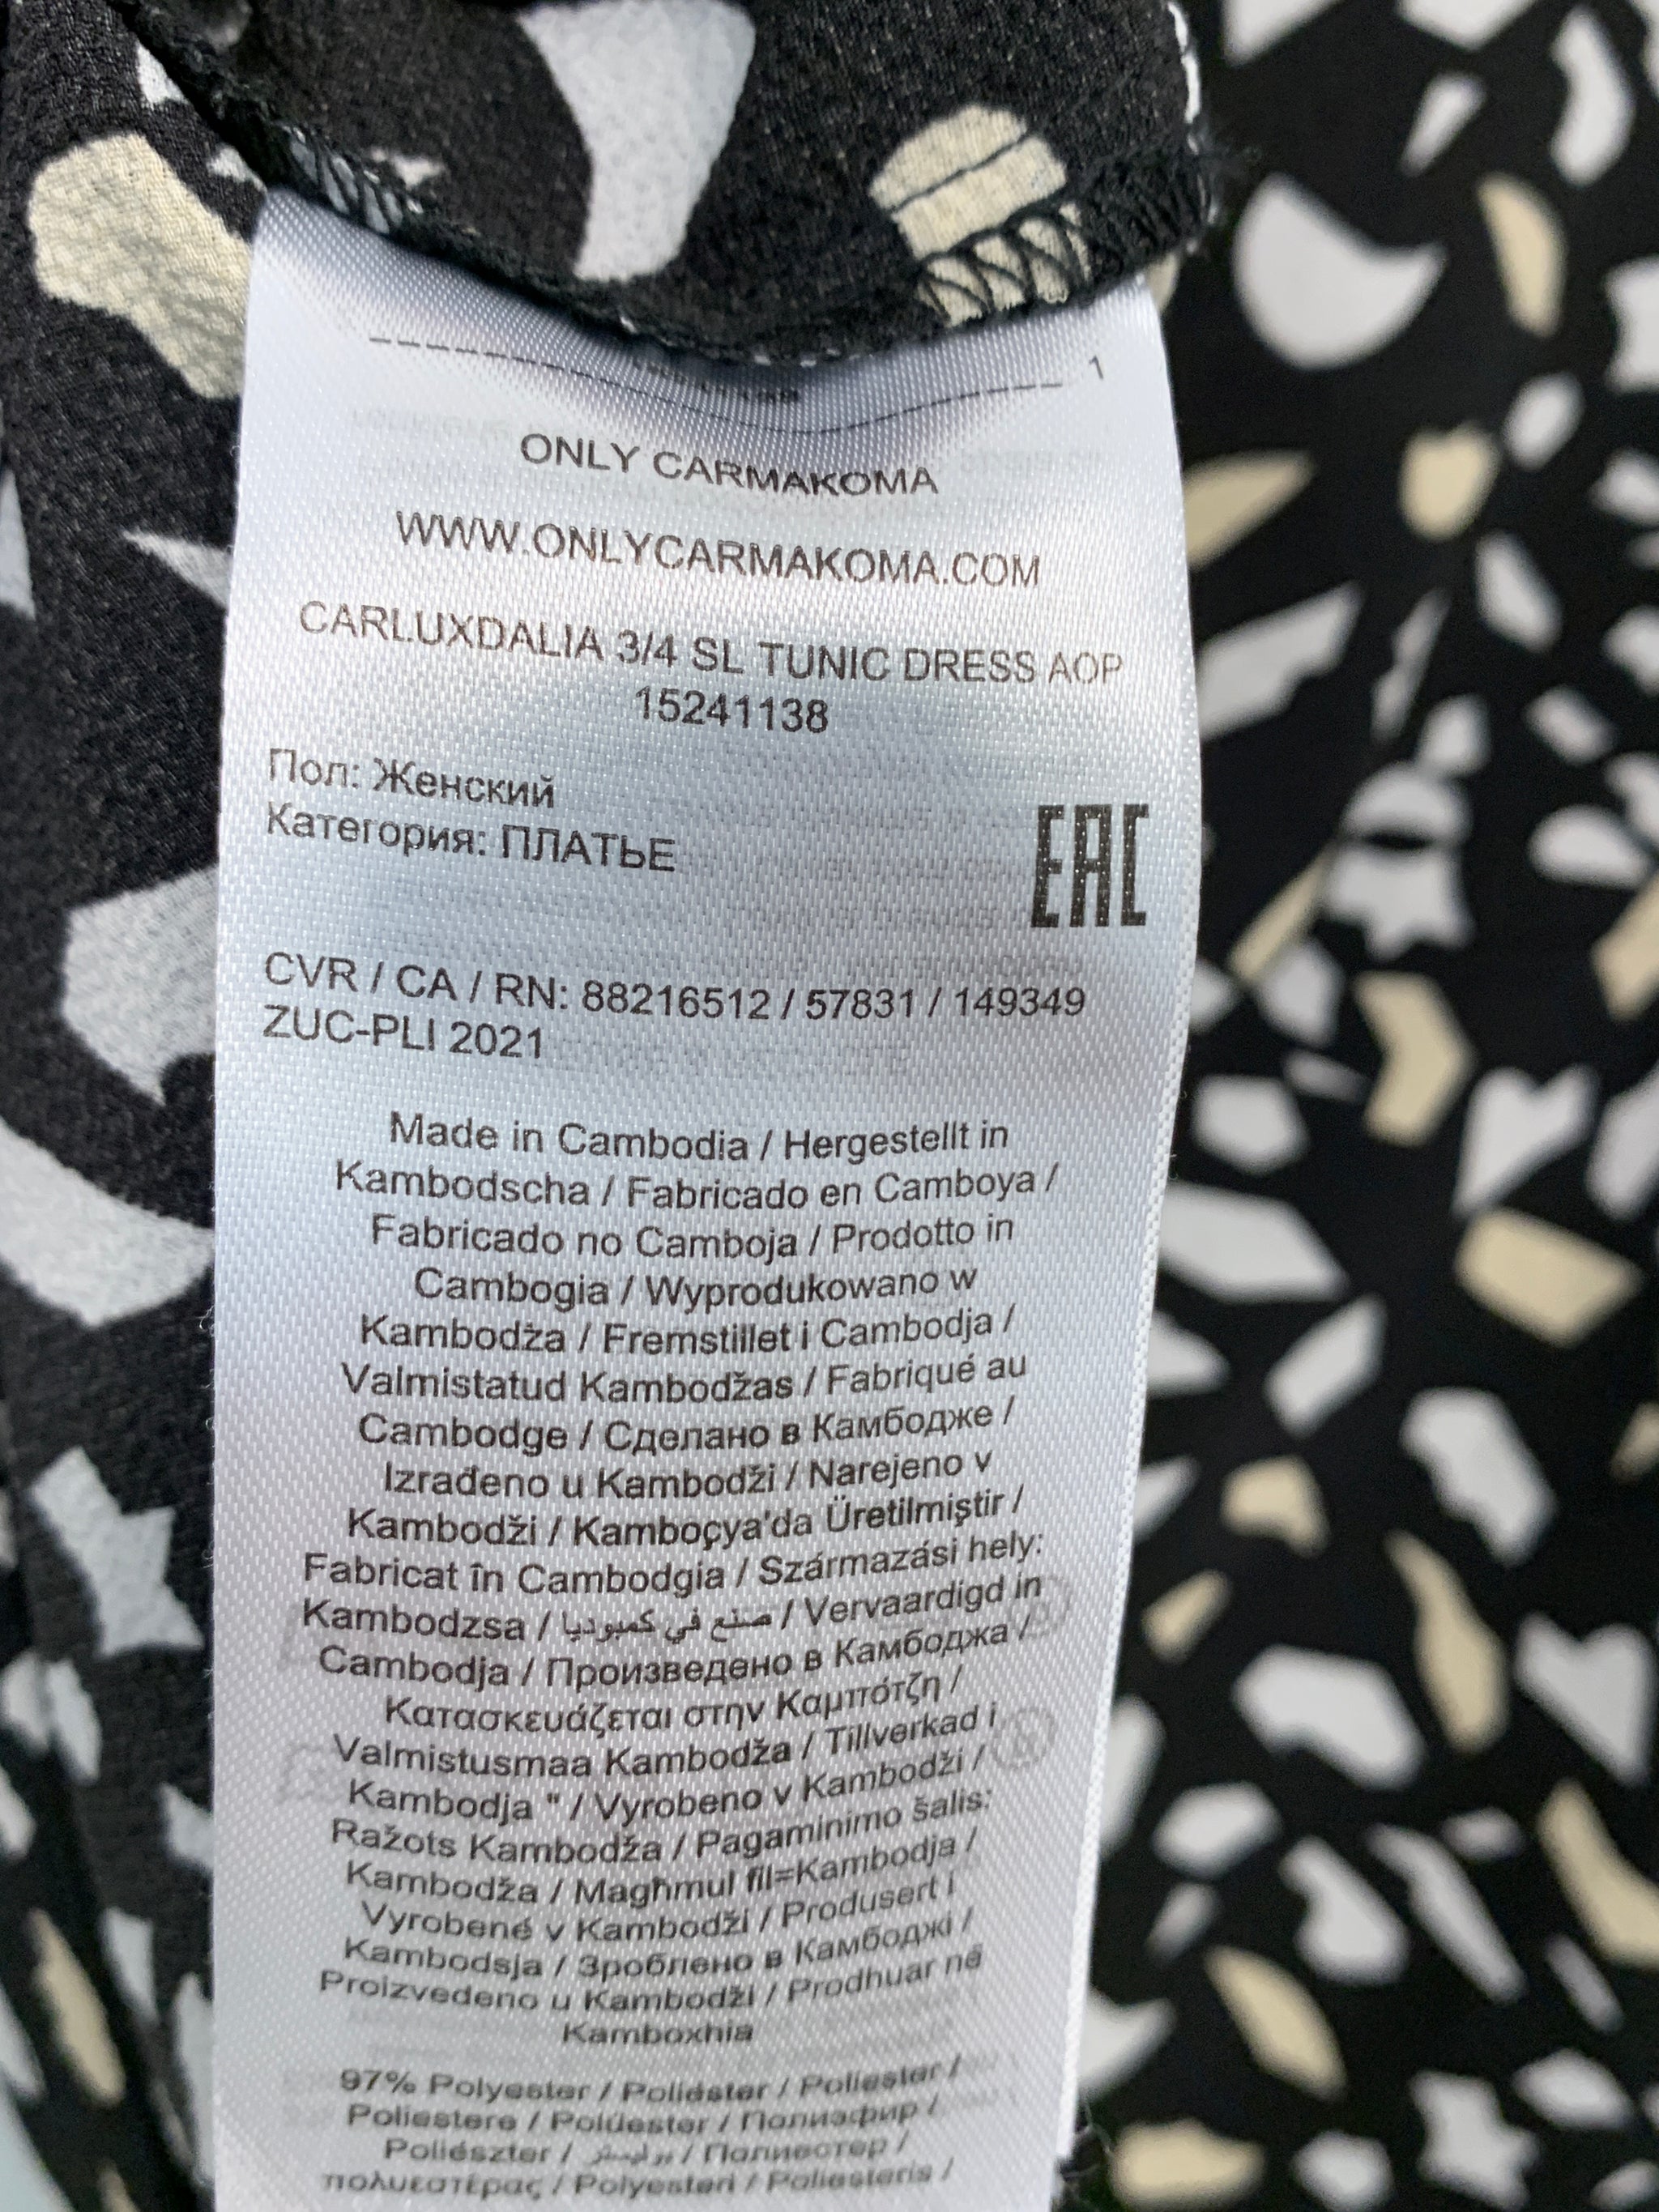 1
ONLY CARMAKOMA
WWW.ONLYCARMAKOMA.COM
CARLUXDALIA 3/4 SL TUNIC DRESS AOP
15241138
Пол: Женский
Категория: ПЛАТЬЕ
EAC
CVR / CA / RN: 88216512 / 57831 / 149349
ZUC-PLI 2021
Made in Cambodia / Hergestellt in
Kambodscha / Fabricado en Camboya /
Fabricado no Camboja / Prodotto in
Cambogia / Wyprodukowano w
Kambodża / Fremstillet i Cambodja /
Valmistatud Kambodžas / Fabriqué au
Cambodge / Сделано в Камбодже /
Izrađeno u Kambodži / Narejeno v
Kambodži / Kamboçya'da Üretilmiştir /
Fabricat în Cambodgia / Származási hely:
Kambodzsa / صنع في كمبوديا / Vervaardigd in
Cambodja / Произведено в Камбоджа /
Κατασκευάζεται στην Καμπότζη /
Valmistusmaa Kambodža / Tillverkad i
Kambodja " / Vyrobeno v Kambodži /
Ražots Kambodža / Pagaminimo šalis:
Kambodža / Magħmul fil=Kambodja /
Vyrobené v Kambodži / Produsert i
Kambodsja / Зроблено в Камбоджі /
Proizvedeno u Kambodži / Prodhuar në
Kamboxhia
97% Polyester / Poliéster / Poliester /
Poliestere / Polüester / Полиэфир /
Poliészter / بوليستر / Полиестер /
πολυεστέρας / Polyesteri / Poliesteris /